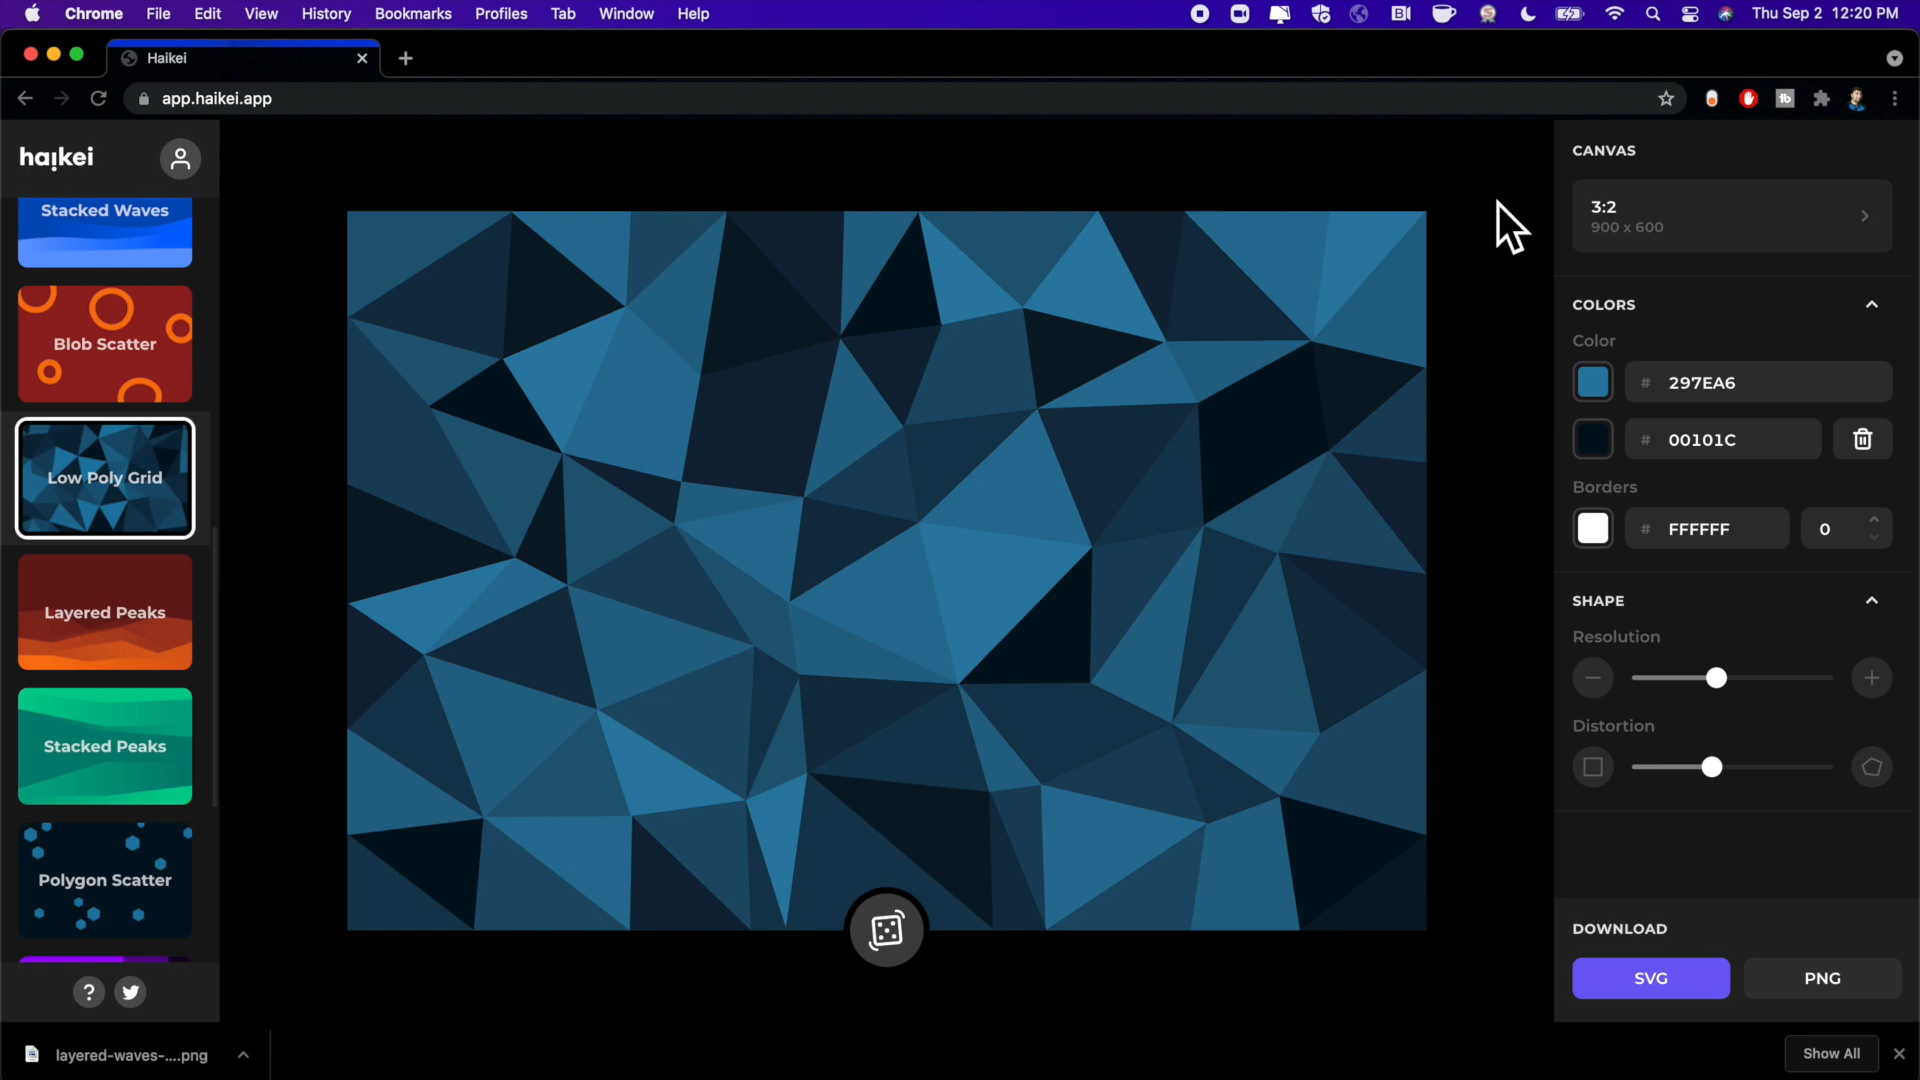 Chrome File Edit View History Bookmarks Profiles Tab Window Help Thu Sep 2 12:20 PM
Haikei
app.haikei.app
haikei
Stacked Waves
Blob Scatter
Low Poly Grid
Layered Peaks
Stacked Peaks
Polygon Scatter
?
CANVAS
3:2
900 x 600
COLORS
Color
# 297EA6
# 00101C
Borders
# FFFFFF 0
SHAPE
Resolution
Distortion
DOWNLOAD
SVG PNG
layered-waves-....png
Show All